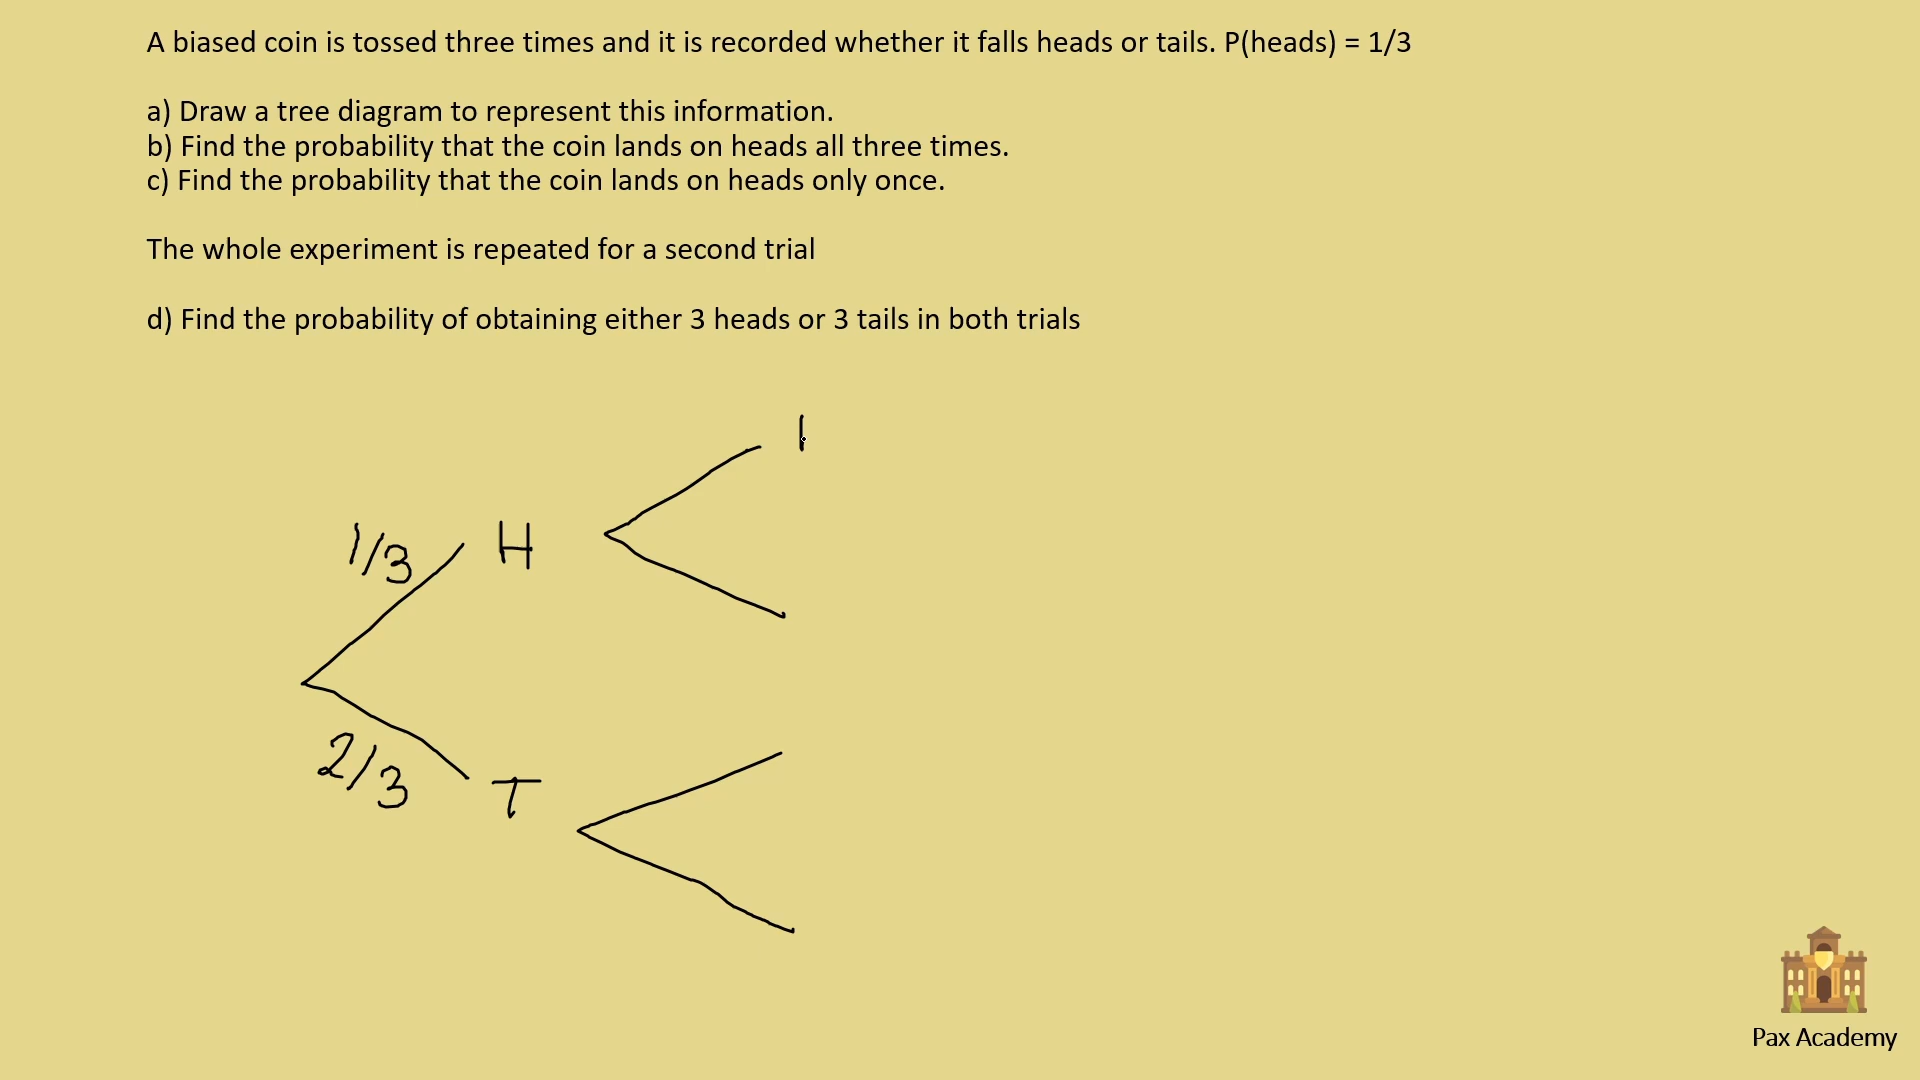 A biased coin is tossed three times and it is recorded whether it falls heads or tails. P(heads) = 1/3
a) Draw a tree diagram to represent this information.
b) Find the probability that the coin lands on heads all three times.
c) Find the probability that the coin lands on heads only once.
The whole experiment is repeated for a second trial
d) Find the probability of obtaining either 3 heads or 3 tails in both trials
1/3 H
2/3 T
Pax Academy